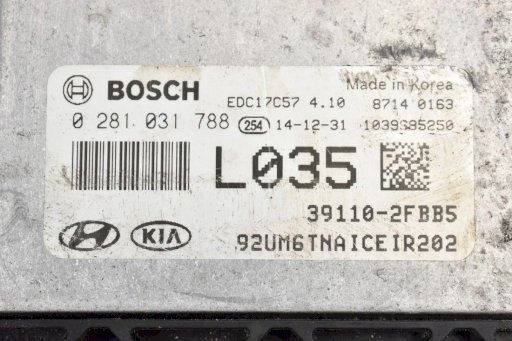 BOSCH
Made in Korea
EDC17C57 4.10 8714 0163
0 281 031 788 254 14-12-31 1039S95250
L035
39110-2FBB5
KIA
92UM6TNAICEIR202